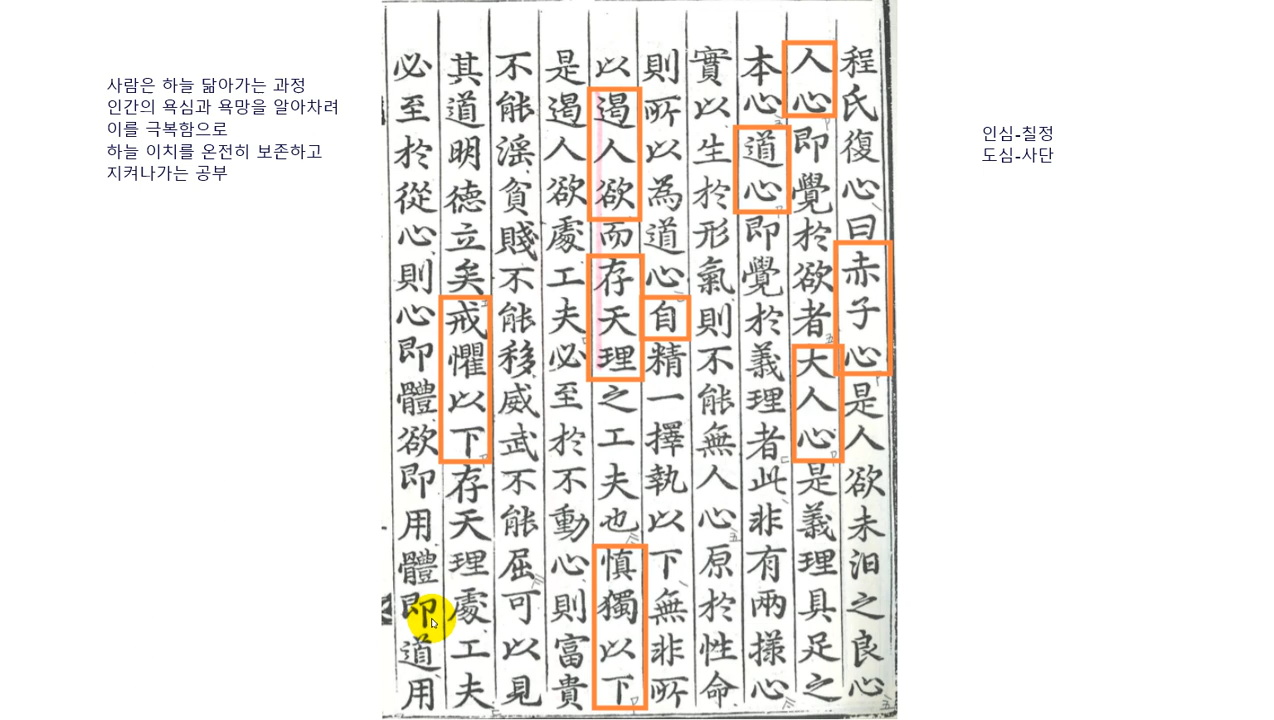 사람은 하늘 닮아가는 과정
인간의 욕심과 욕망을 알아차려
이를 극복함으로
하늘 이치를 온전히 보존하고
지켜나가는 공부
程氏復心曰赤子心是人欲未汨之良心
人心即覺於欲者大人心是義理具足之
本心道心即覺於義理者此非有兩㨾心
實以生於形氣則不能無人心原於性命
則所以為道心自精一擇執以下無非所
以遏人欲而存天理之工夫也慎獨以下
是遏人欲處工夫必至於不動心則富貴
不能淫貧賤不能移威武不能屈可以見
其道明德立矣戒懼以下存天理處工夫
必至於從心則心即體欲即用體即道用
인심-칠정
도심-사단